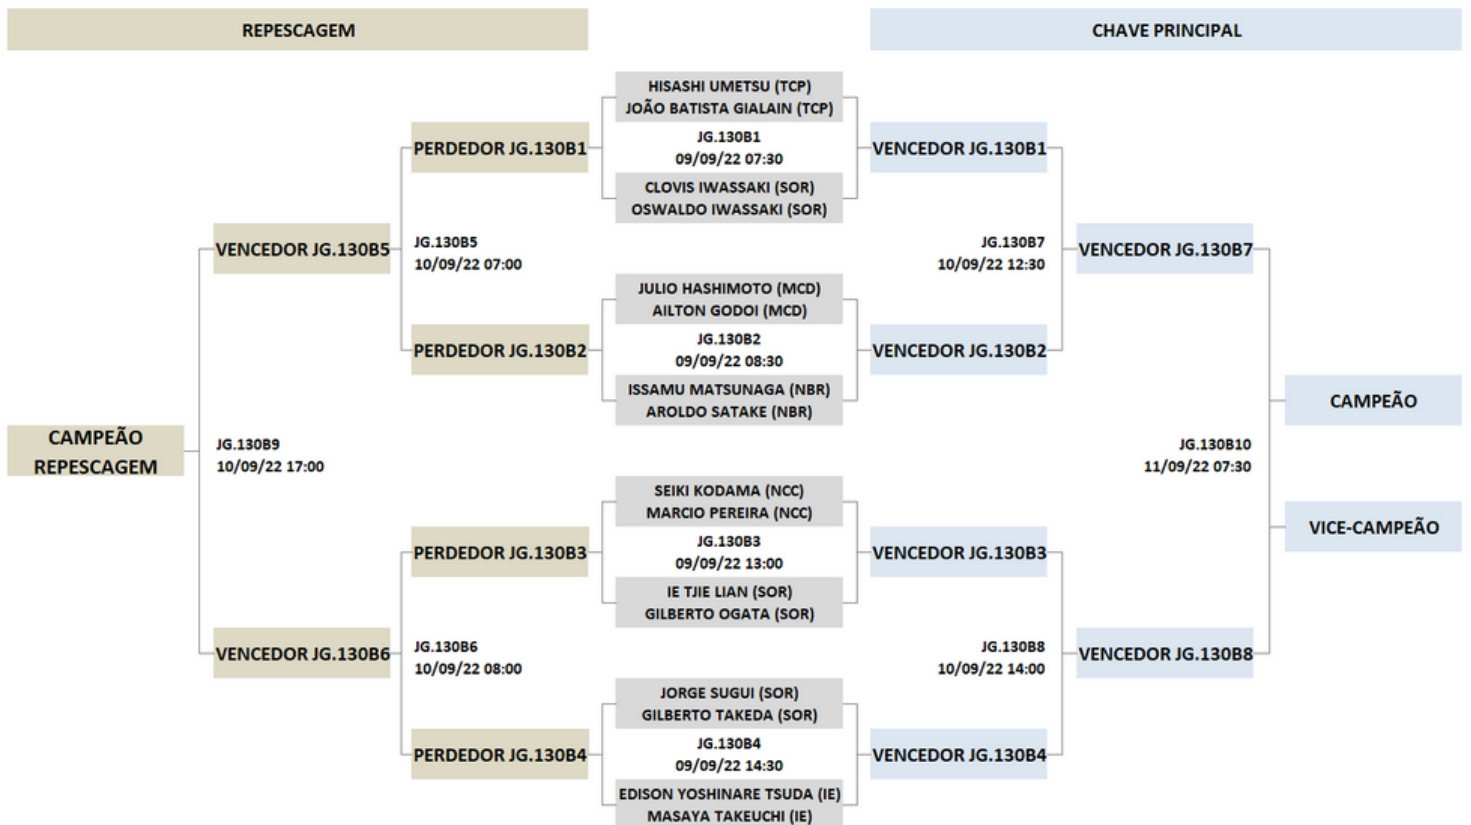 REPESCAGEM
CHAVE PRINCIPAL
HISASHI UMETSU (TCP)
JOÃO BATISTA GIALAIN (TCP)
PERDEDOR JG.130B1
JG.130B1
09/09/22 07:30
VENCEDOR JG.130B1
CLOVIS IWASSAKI (SOR)
OSWALDO IWASSAKI (SOR)
VENCEDOR JG.130B5
JG.130B5
10/09/22 07:00
JG.130B7
10/09/22 12:30
VENCEDOR JG.130B7
JULIO HASHIMOTO (MCD)
AILTON GODOI (MCD)
PERDEDOR JG.130B2
JG.130B2
09/09/22 08:30
VENCEDOR JG.130B2
ISSAMU MATSUNAGA (NBR)
AROLDO SATAKE (NBR)
CAMPEÃO
CAMPEÃO
REPESCAGEM
JG.130B9
10/09/22 17:00
JG.130B10
11/09/22 07:30
SEIKI KODAMA (NCC)
MARCIO PEREIRA (NCC)
VICE-CAMPEÃO
PERDEDOR JG.130B3
JG.130B3
09/09/22 13:00
VENCEDOR JG.130B3
IE TJIE LIAN (SOR)
GILBERTO OGATA (SOR)
VENCEDOR JG.130B6
JG.130B6
10/09/22 08:00
JG.130B8
10/09/22 14:00
VENCEDOR JG.130B8
JORGE SUGUI (SOR)
GILBERTO TAKEDA (SOR)
PERDEDOR JG.130B4
JG.130B4
09/09/22 14:30
VENCEDOR JG.130B4
EDISON YOSHINARE TSUDA (IE)
MASAYA TAKEUCHI (IE)